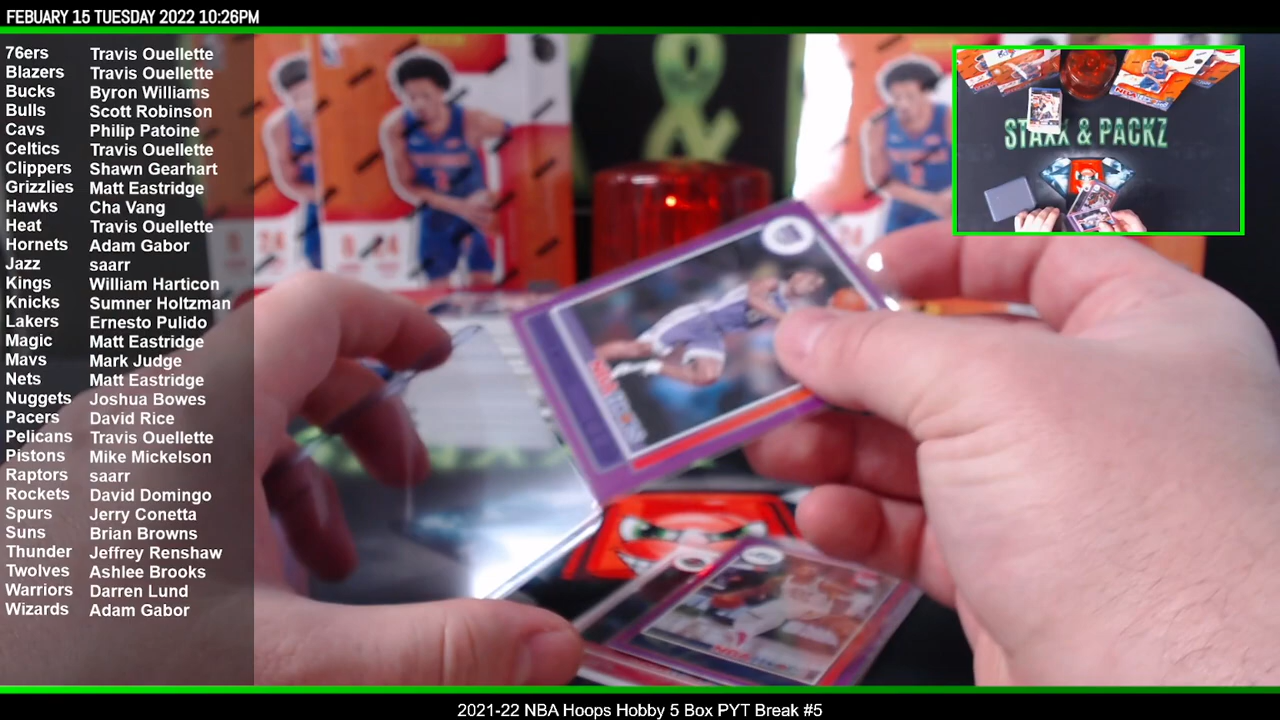 FEBUARY 15 TUESDAY 2022 10:26PM
76ers Travis Ouellette
Blazers Travis Ouellette
Bucks Byron Williams
Bulls Scott Robinson
Cavs Philip Patoine
Celtics Travis Ouellette
Clippers Shawn Gearhart
Grizzlies Matt Eastridge
Hawks Cha Vang
Heat Travis Ouellette
Hornets Adam Gabor
Jazz saarr
Kings William Harticon
Knicks Sumner Holtzman
Lakers Ernesto Pulido
Magic Matt Eastridge
Mavs Mark Judge
Nets Matt Eastridge
Nuggets Joshua Bowes
Pacers David Rice
Pelicans Travis Ouellette
Pistons Mike Mickelson
Raptors saarr
Rockets David Domingo
Spurs Jerry Conetta
Suns Brian Browns
Thunder Jeffrey Renshaw
Twolves Ashlee Brooks
Warriors Darren Lund
Wizards Adam Gabor
STAXX & PACKZ
2021-22 NBA Hoops Hobby 5 Box PYT Break #5